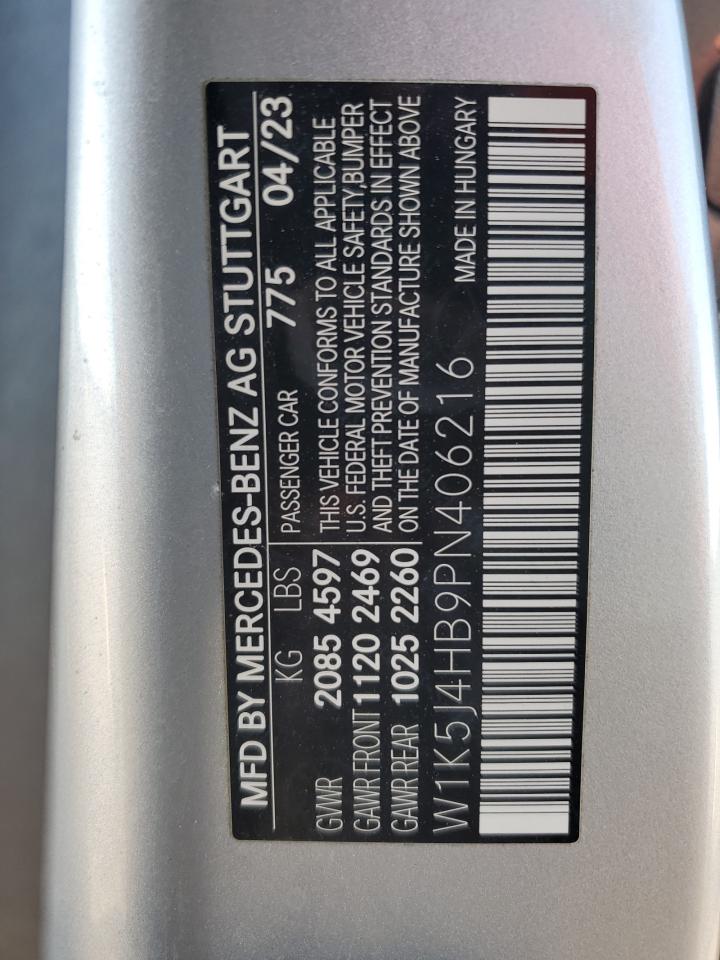 MFD BY MERCEDES-BENZ AG STUTTGART
KG LBS PASSENGER CAR 775 04/23
GVWR 2085 4597 THIS VEHICLE CONFORMS TO ALL APPLICABLE
U.S. FEDERAL MOTOR VEHICLE SAFETY,BUMPER
GAWR FRONT 1120 2469 AND THEFT PREVENTION STANDARDS IN EFFECT
GAWR REAR 1025 2260 ON THE DATE OF MANUFACTURE SHOWN ABOVE
W1K5J4HB9PN406216 MADE IN HUNGARY